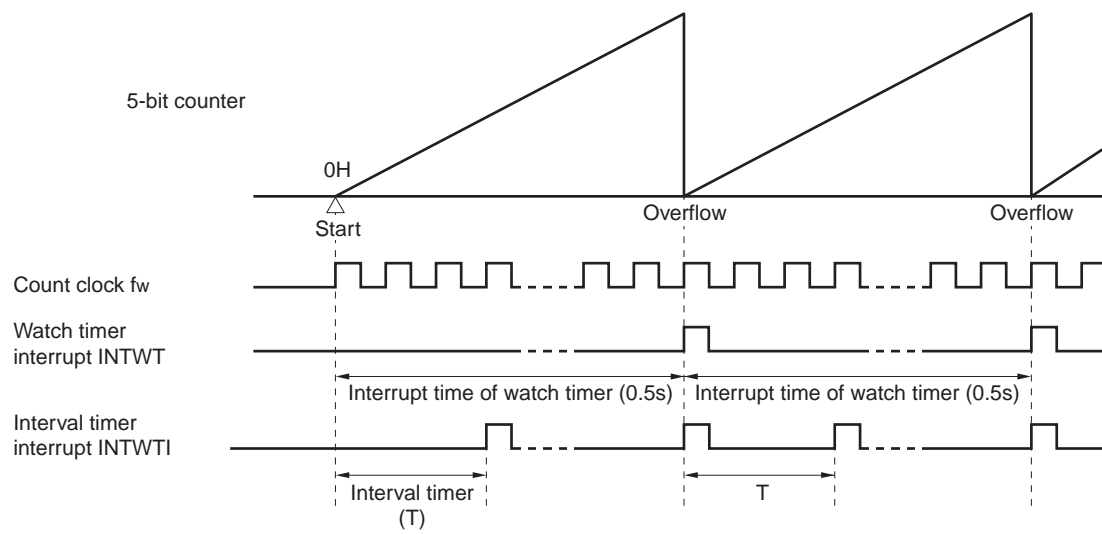 5-bit counter
0H
Start
Overflow
Overflow
Count clock fW
Watch timer
interrupt INTWT
Interrupt time of watch timer (0.5s)
Interrupt time of watch timer (0.5s)
Interval timer
interrupt INTWTI
Interval timer
(T)
T